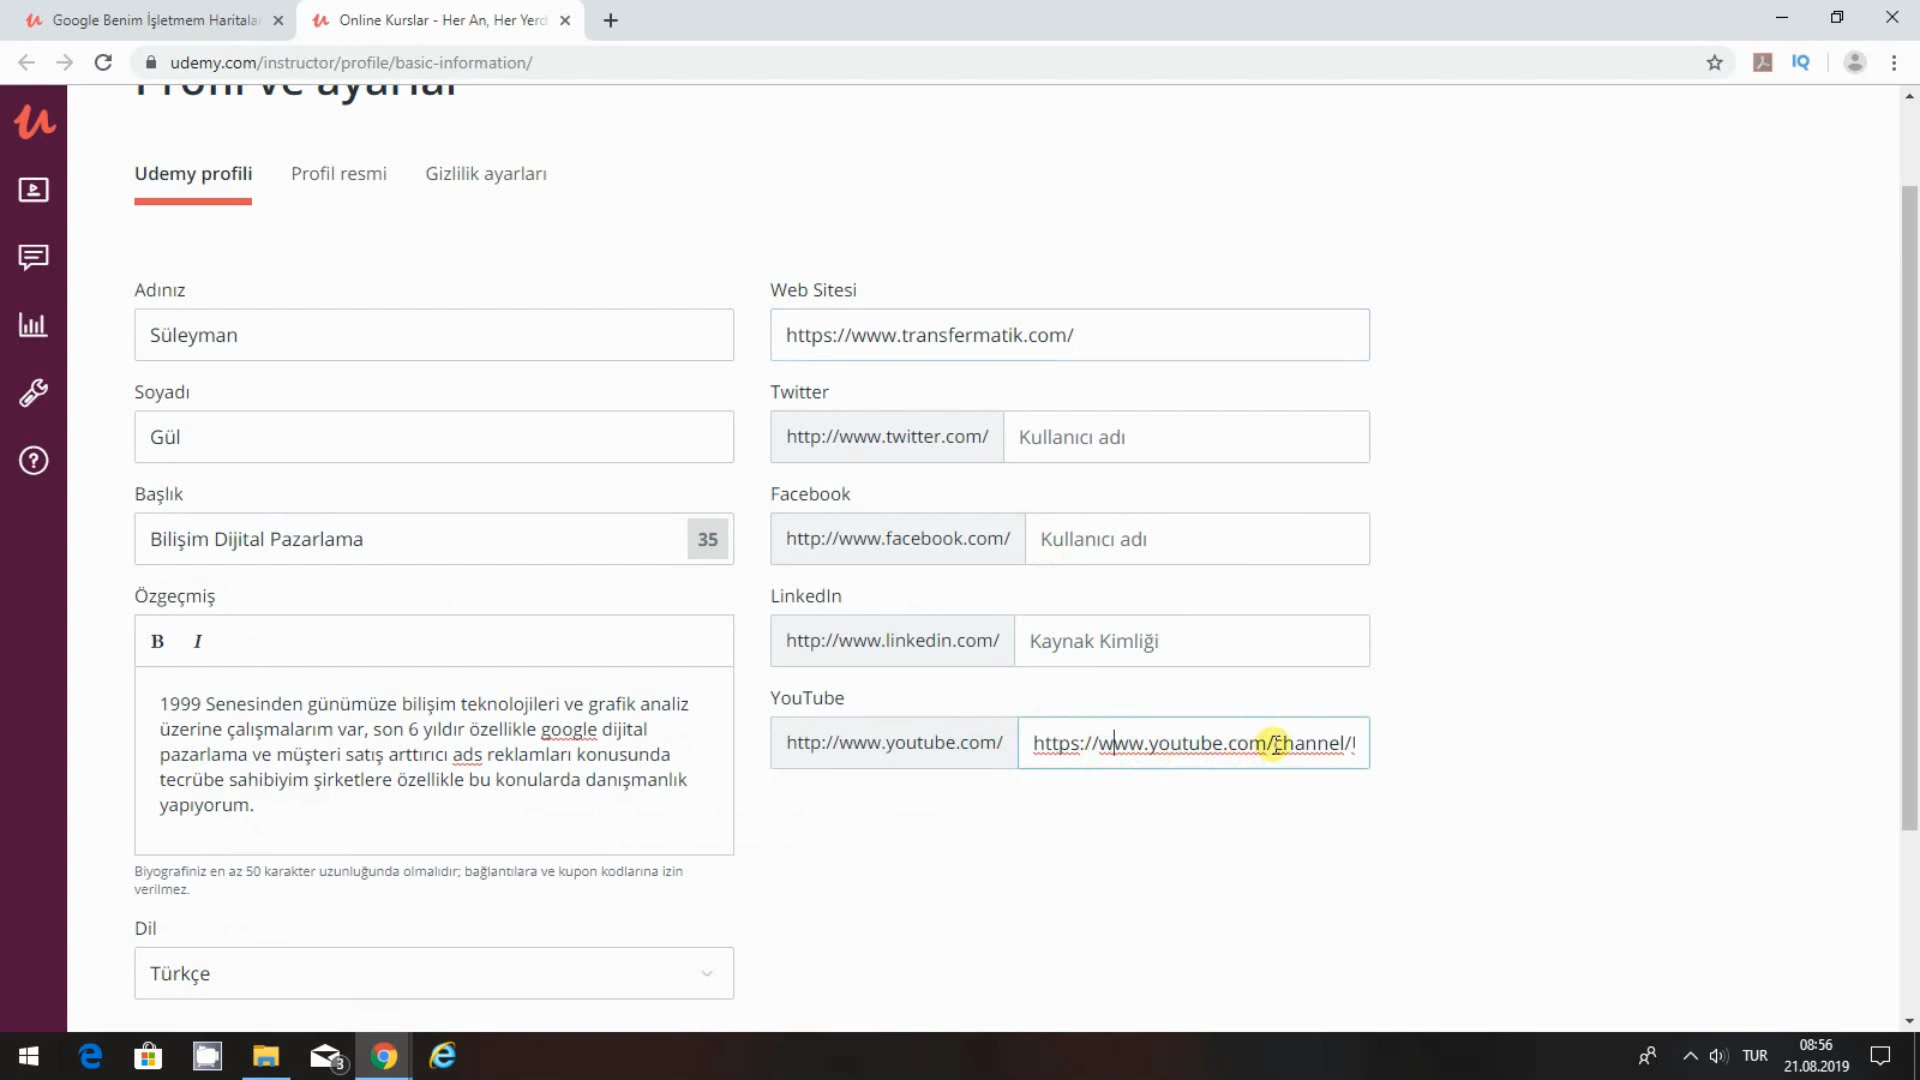 Google Benim İşletmem Haritala
Online Kurslar - Her An, Her Yerd
udemy.com/instructor/profile/basic-information/
IQ
Profil ve ayarlar
Udemy profili
Profil resmi
Gizlilik ayarları
Adınız
Süleyman
Soyadı
Gül
Başlık
Bilişim Dijital Pazarlama
35
Özgeçmiş
B I
1999 Senesinden günümüze bilişim teknolojileri ve grafik analiz
üzerine çalışmalarım var, son 6 yıldır özellikle google dijital
pazarlama ve müşteri satış arttırıcı ads reklamları konusunda
tecrübe sahibiyim şirketlere özellikle bu konularda danışmanlık
yapıyorum.
Biyografiniz en az 50 karakter uzunluğunda olmalıdır; bağlantılara ve kupon kodlarına izin
verilmez.
Dil
Türkçe
Web Sitesi
https://www.transfermatik.com/
Twitter
http://www.twitter.com/
Kullanıcı adı
Facebook
http://www.facebook.com/
Kullanıcı adı
LinkedIn
http://www.linkedin.com/
Kaynak Kimliği
YouTube
http://www.youtube.com/
https://www.youtube.com/channel/
3
TUR
08:56
21.08.2019